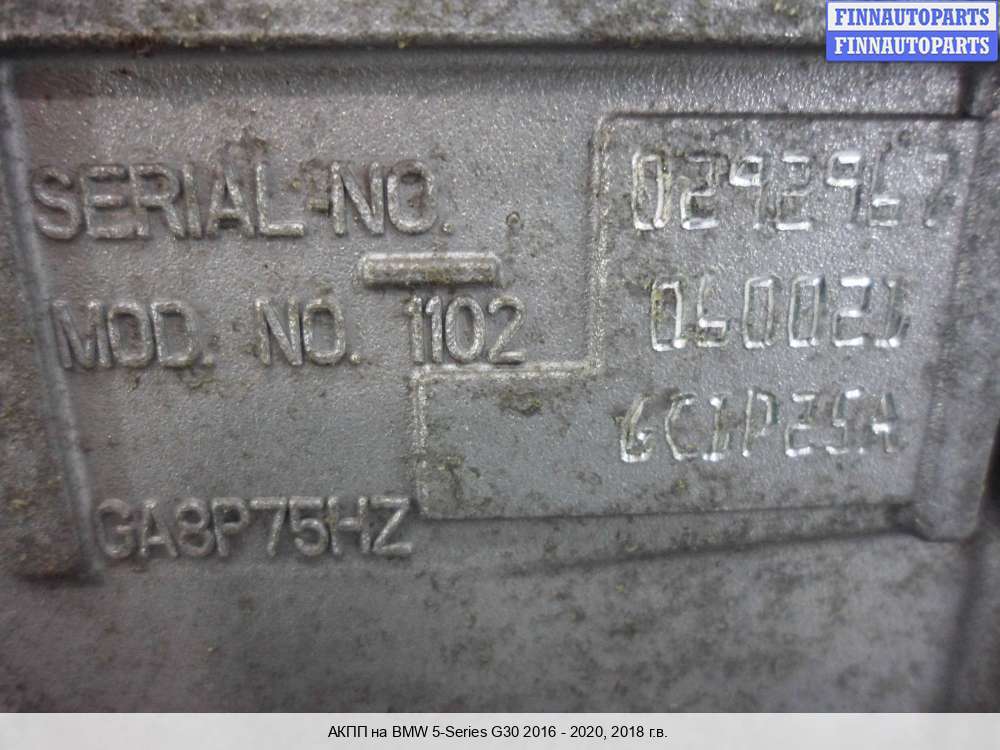 FINNAUTOPARTS
FINNAUTOPARTS
SERIAL-NO.
MOD. NO. 1102
GA8P75HZ
АКПП на BMW 5-Series G30 2016 - 2020, 2018 г.в.